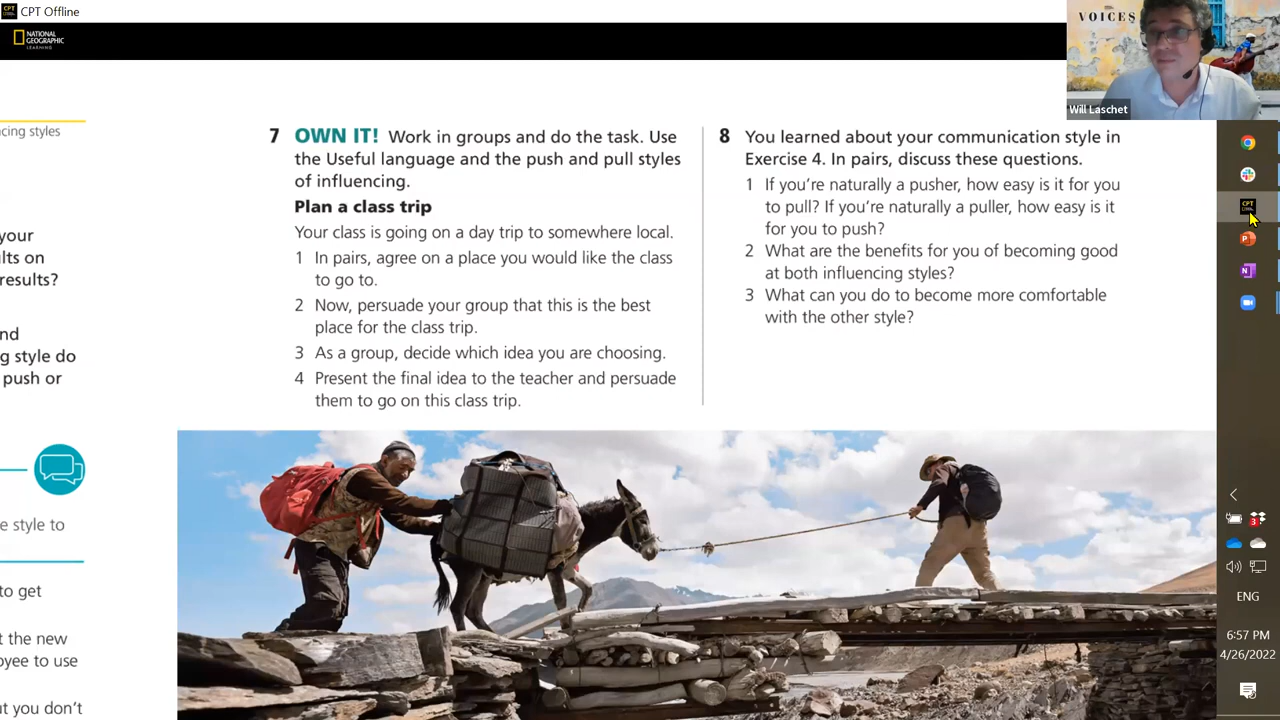 CPT Offline
NATIONAL
GEOGRAPHIC
LEARNING
VOICES
Will Laschet
cing styles
your
lts on
results?
nd
g style do
push or
e style to
to get
t the new
oyee to use
ut you don't
7 OWN IT! Work in groups and do the task. Use
the Useful language and the push and pull styles
of influencing.
Plan a class trip
Your class is going on a day trip to somewhere local.
1 In pairs, agree on a place you would like the class
to go to.
2 Now, persuade your group that this is the best
place for the class trip.
3 As a group, decide which idea you are choosing.
4 Present the final idea to the teacher and persuade
them to go on this class trip.
8 You learned about your communication style in
Exercise 4. In pairs, discuss these questions.
1 If you're naturally a pusher, how easy is it for you
to pull? If you're naturally a puller, how easy is it
for you to push?
2 What are the benefits for you of becoming good
at both influencing styles?
3 What can you do to become more comfortable
with the other style?
CPT
P
N
3
ENG
6:57 PM
4/26/2022